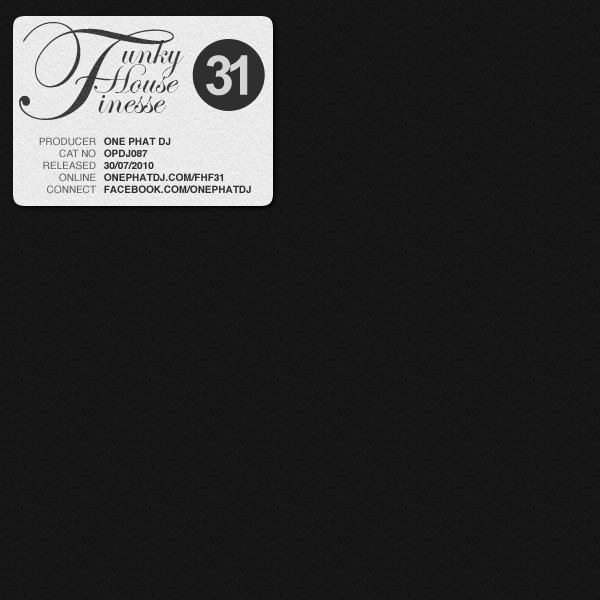 Funky
House
Finesse
31
PRODUCER ONE PHAT DJ
CAT NO OPDJ087
RELEASED 30/07/2010
ONLINE ONEPHATDJ.COM/FHF31
CONNECT FACEBOOK.COM/ONEPHATDJ